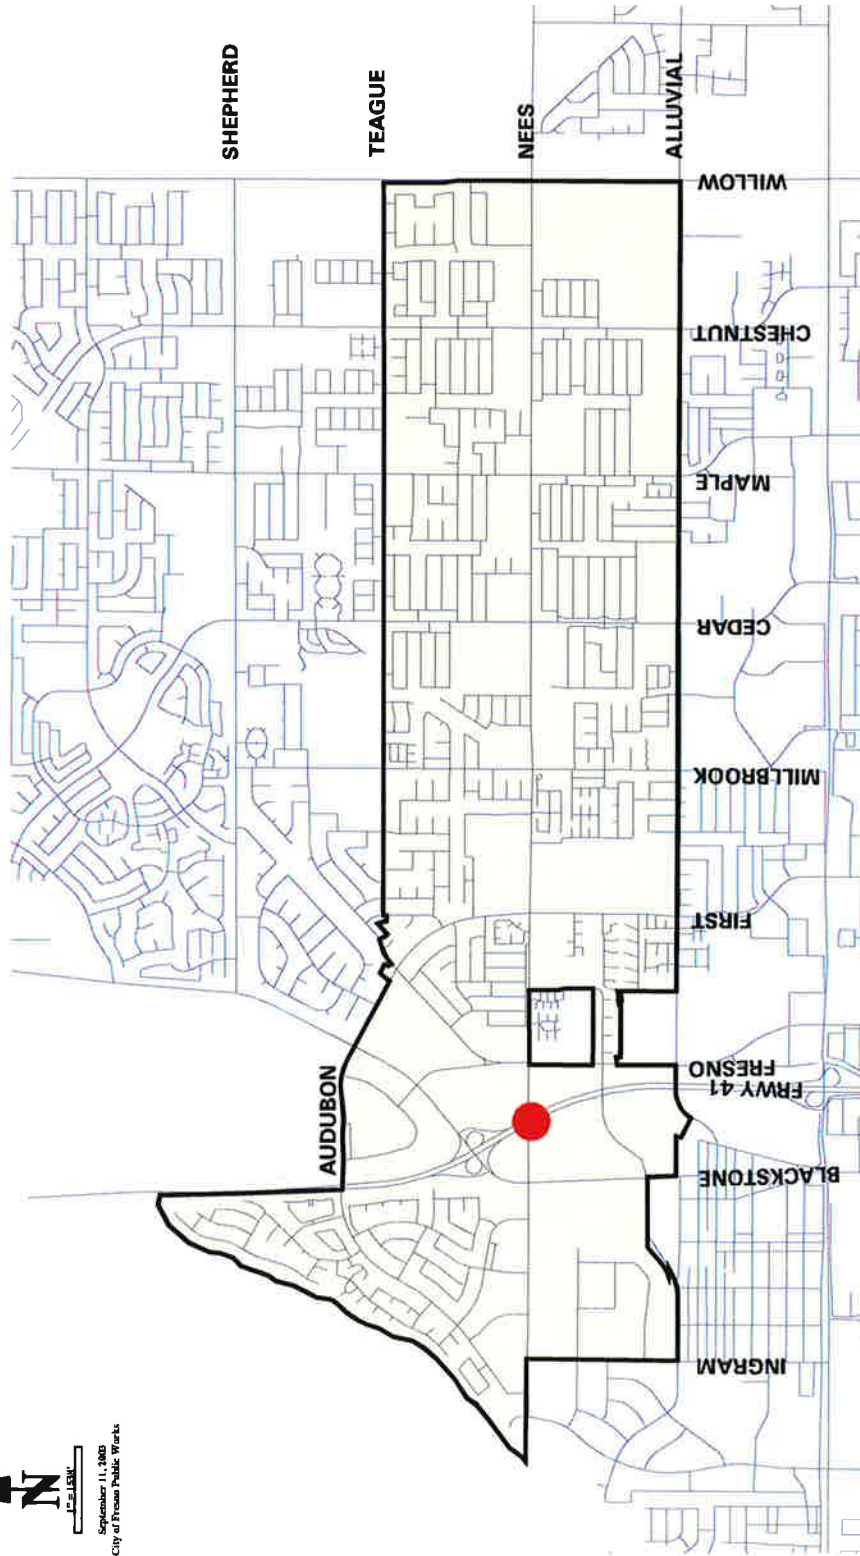 SHEPHERD
TEAGUE
NEES
ALLUVIAL
WILLOW
CHESTNUT
MAPLE
CEDAR
MILLBROOK
FIRST
FRESNO
FRWY 41
AUDUBON
BLACKSTONE
INGRAM
N
September 11, 2003
City of Fresno Public Works